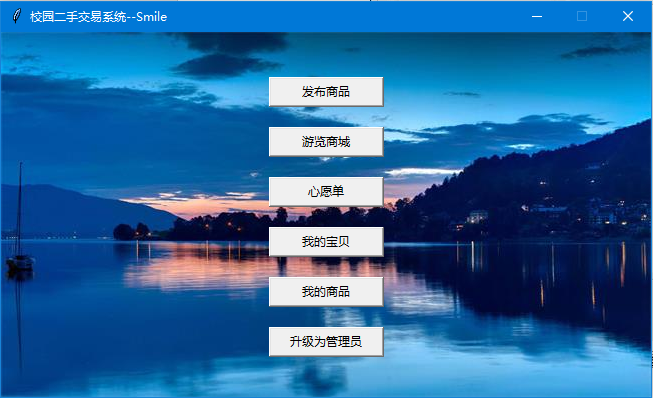 校园二手交易系统--Smile
发布商品
游览商城
心愿单
我的宝贝
我的商品
升级为管理员